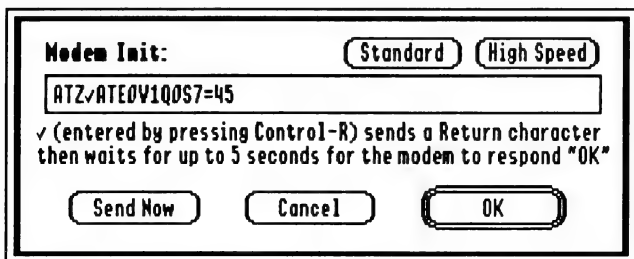 Modem Init: Standard High Speed
ATZ✓ATEØV1QØS7=45
✓ (entered by pressing Control-R) sends a Return character
then waits for up to 5 seconds for the modem to respond "OK"
Send Now Cancel OK